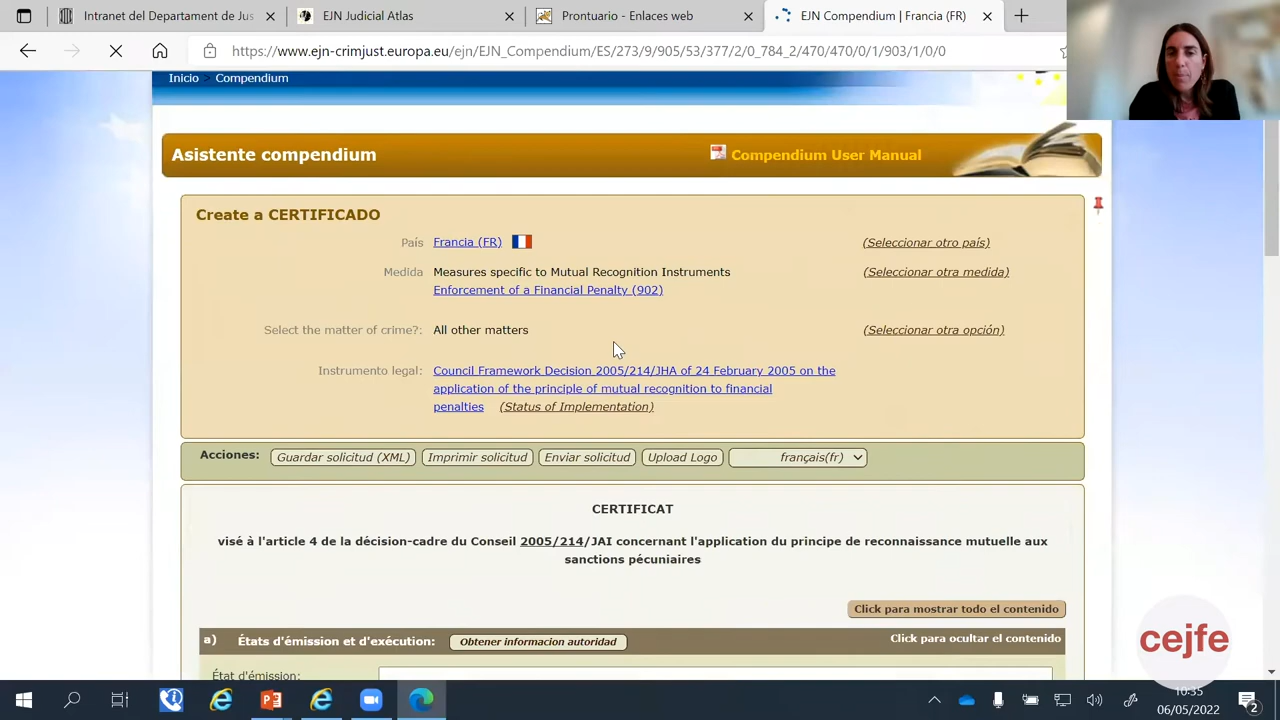 Intranet del Departament de Jus
EJN Judicial Atlas
Prontuario - Enlaces web
EJN Compendium | Francia (FR)
https://www.ejn-crimjust.europa.eu/ejn/EJN_Compendium/ES/273/9/905/53/377/2/0_784_2/470/470/0/1/903/1/0/0
Inicio > Compendium
Asistente compendium
Compendium User Manual
Create a CERTIFICADO
País Francia (FR) (Seleccionar otro país)
Medida Measures specific to Mutual Recognition Instruments (Seleccionar otra medida)
Enforcement of a Financial Penalty (902)
Select the matter of crime?: All other matters (Seleccionar otra opción)
Instrumento legal: Council Framework Decision 2005/214/JHA of 24 February 2005 on the
application of the principle of mutual recognition to financial
penalties (Status of Implementation)
Acciones: Guardar solicitud (XML) Imprimir solicitud Enviar solicitud Upload Logo français(fr)
CERTIFICAT
visé à l'article 4 de la décision-cadre du Conseil 2005/214/JAI concernant l'application du principe de reconnaissance mutuelle aux
sanctions pécuniaires
Click para mostrar todo el contenido
a) États d'émission et d'exécution: Obtener informacion autoridad Click para ocultar el contenido
État d'émission:
cejfe
10:35
06/05/2022
2